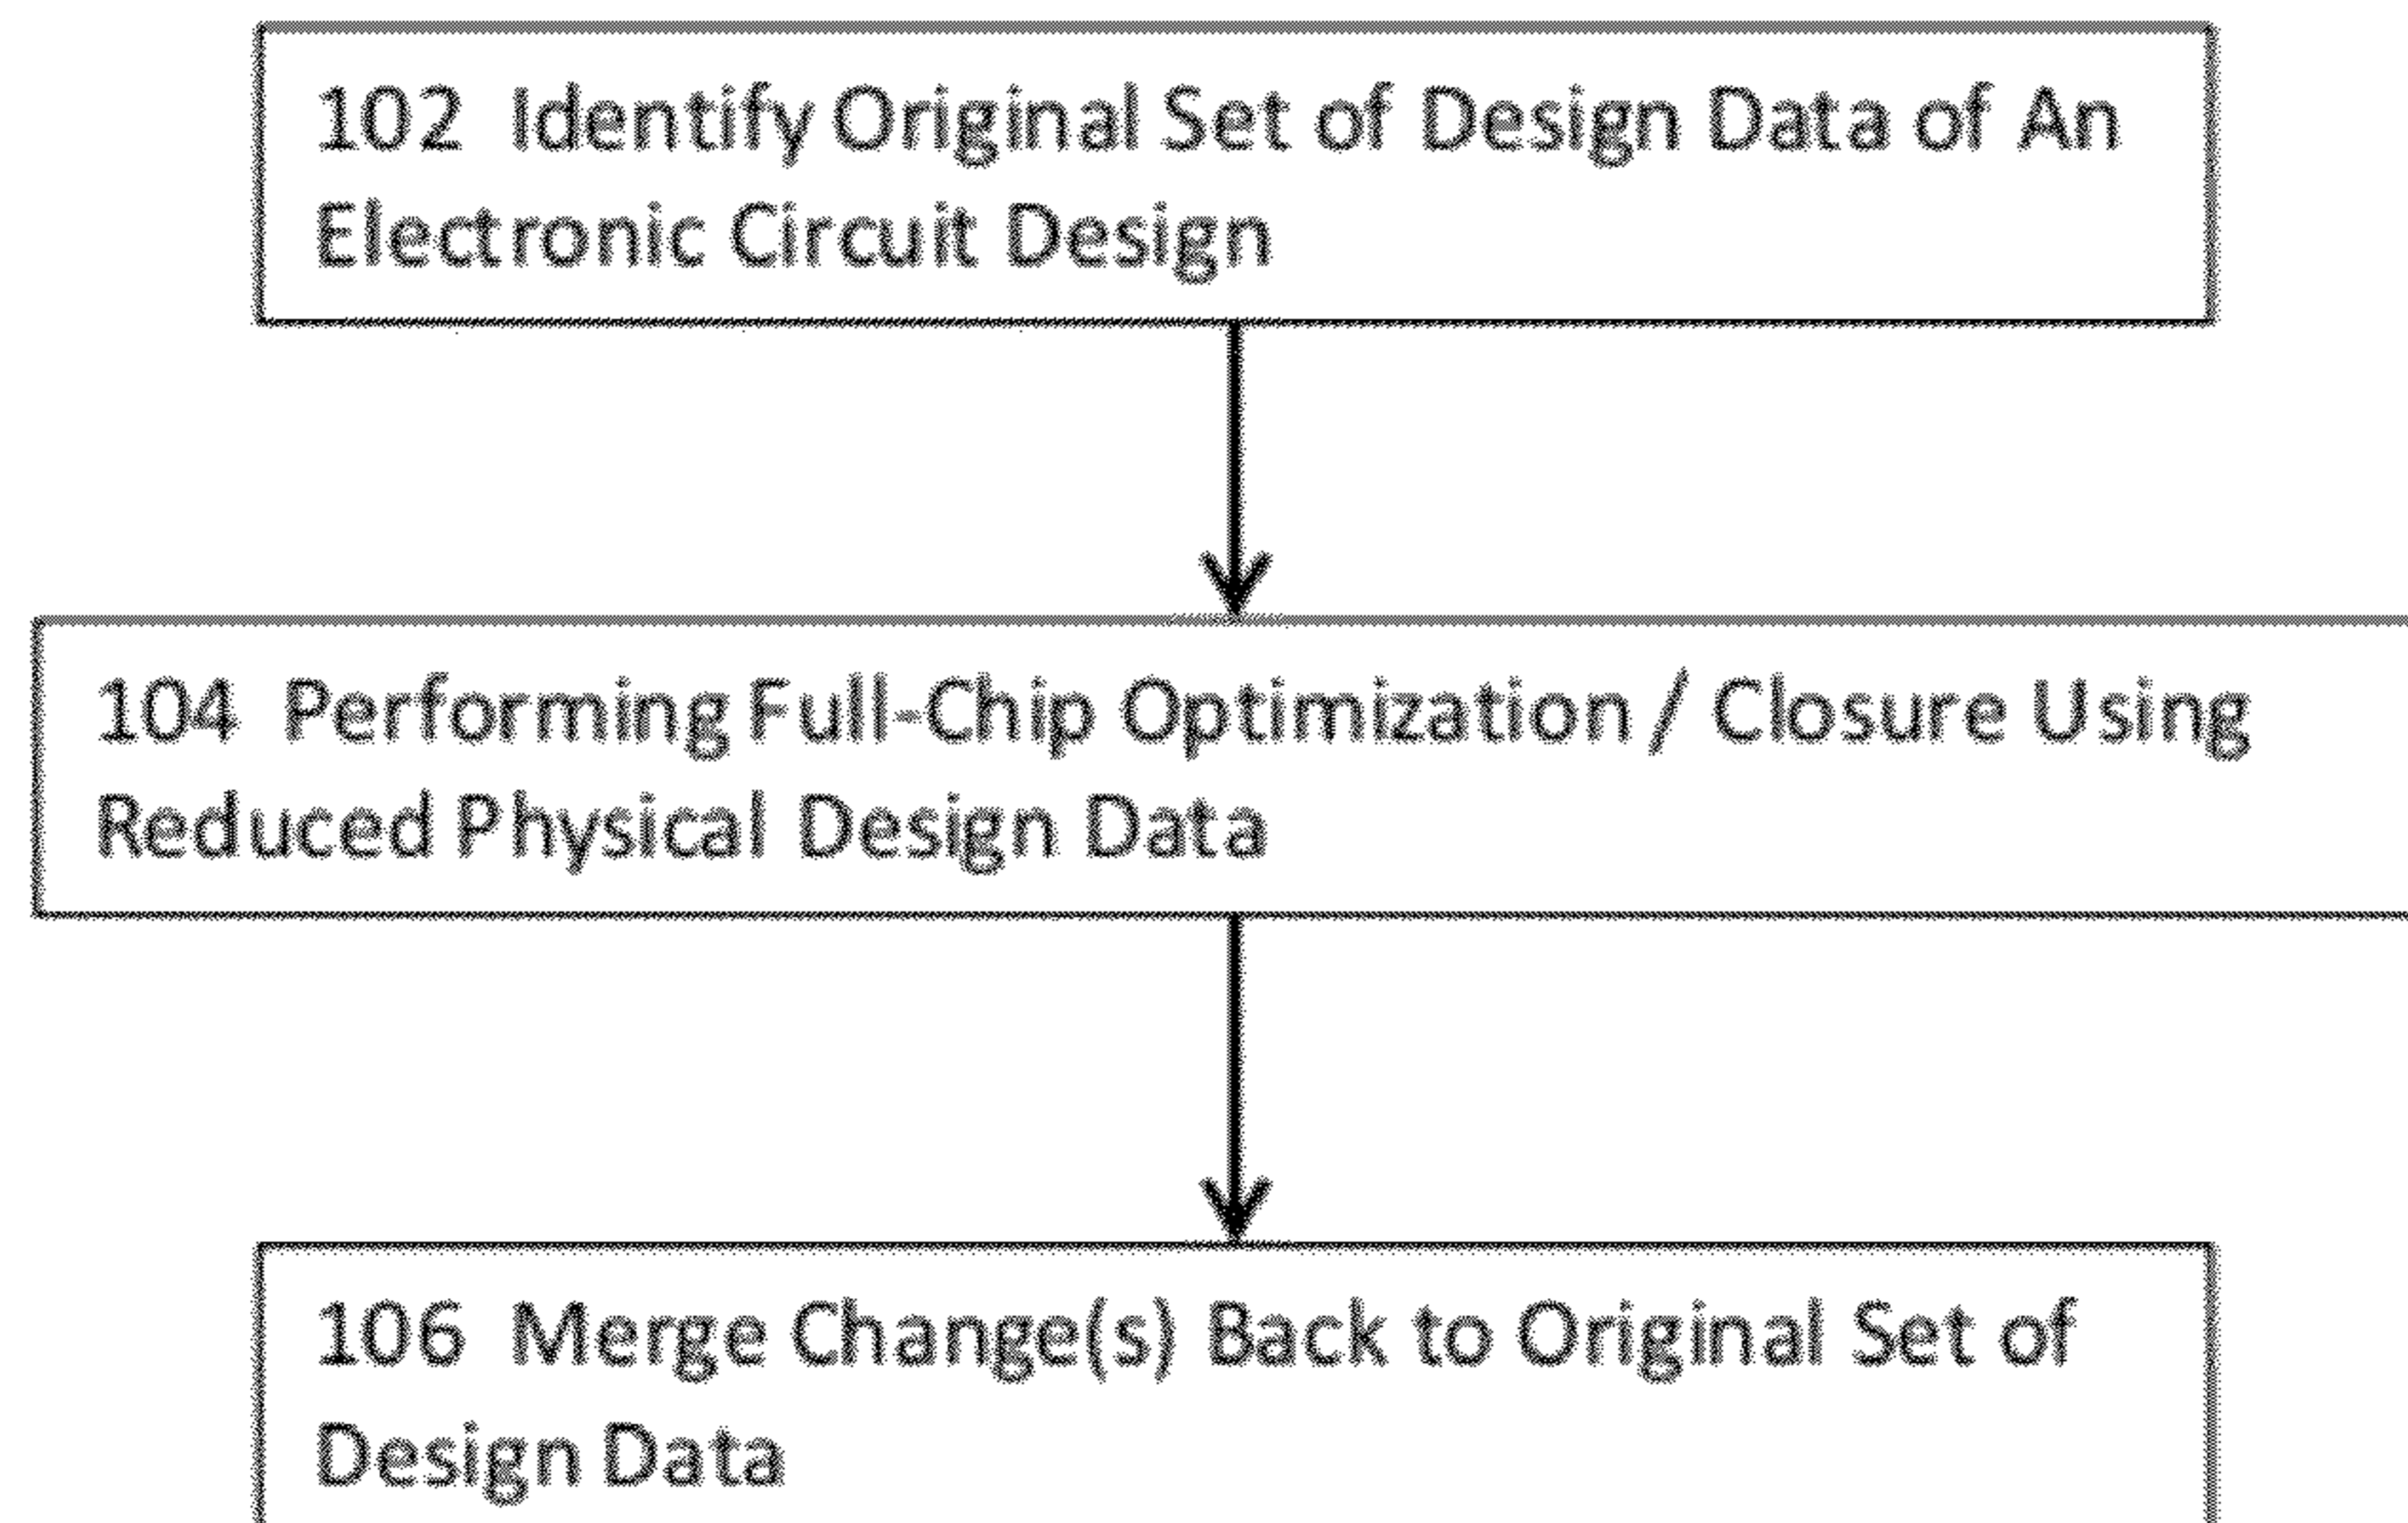 102 Identify Original Set of Design Data of An
Electronic Circuit Design
104 Performing Full-Chip Optimization / Closure Using
Reduced Physical Design Data
106 Merge Change(s) Back to Original Set of
Design Data